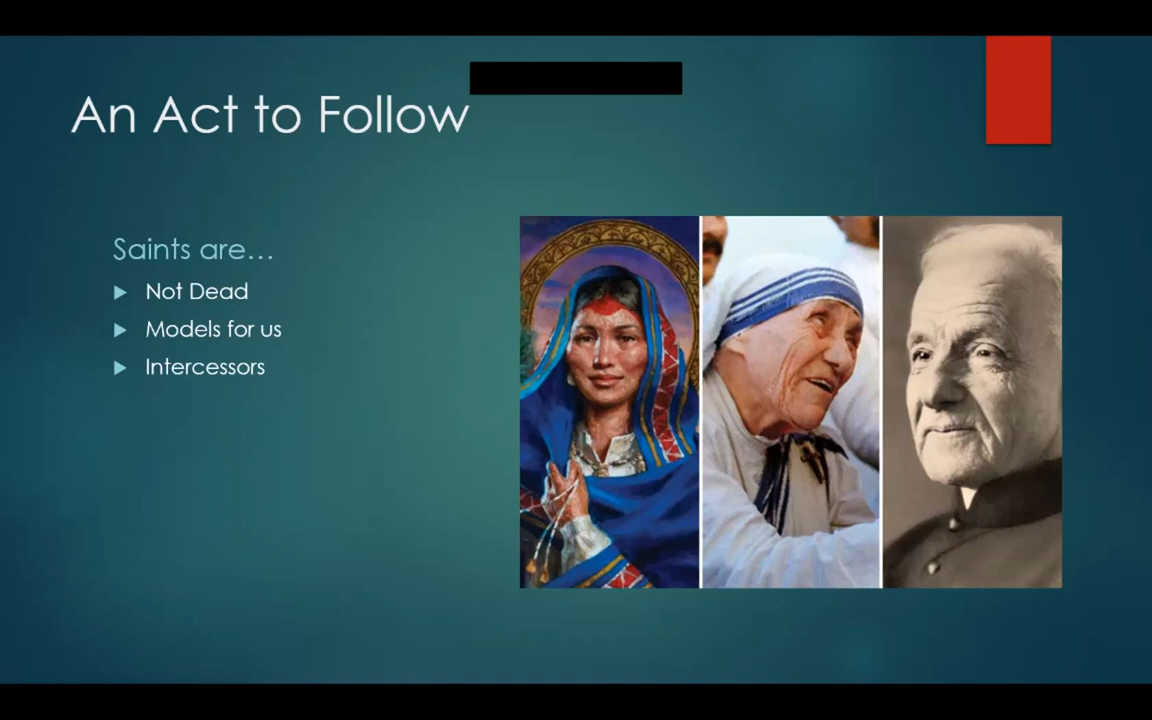 An Act to Follow
Saints are...
Not Dead
Models for us
Intercessors